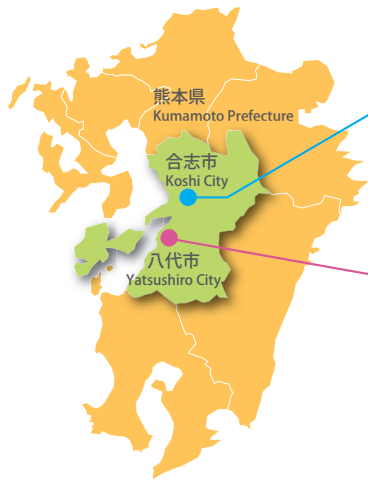 熊本県
Kumamoto Prefecture
合志市
Koshi City
八代市
Yatsushiro City